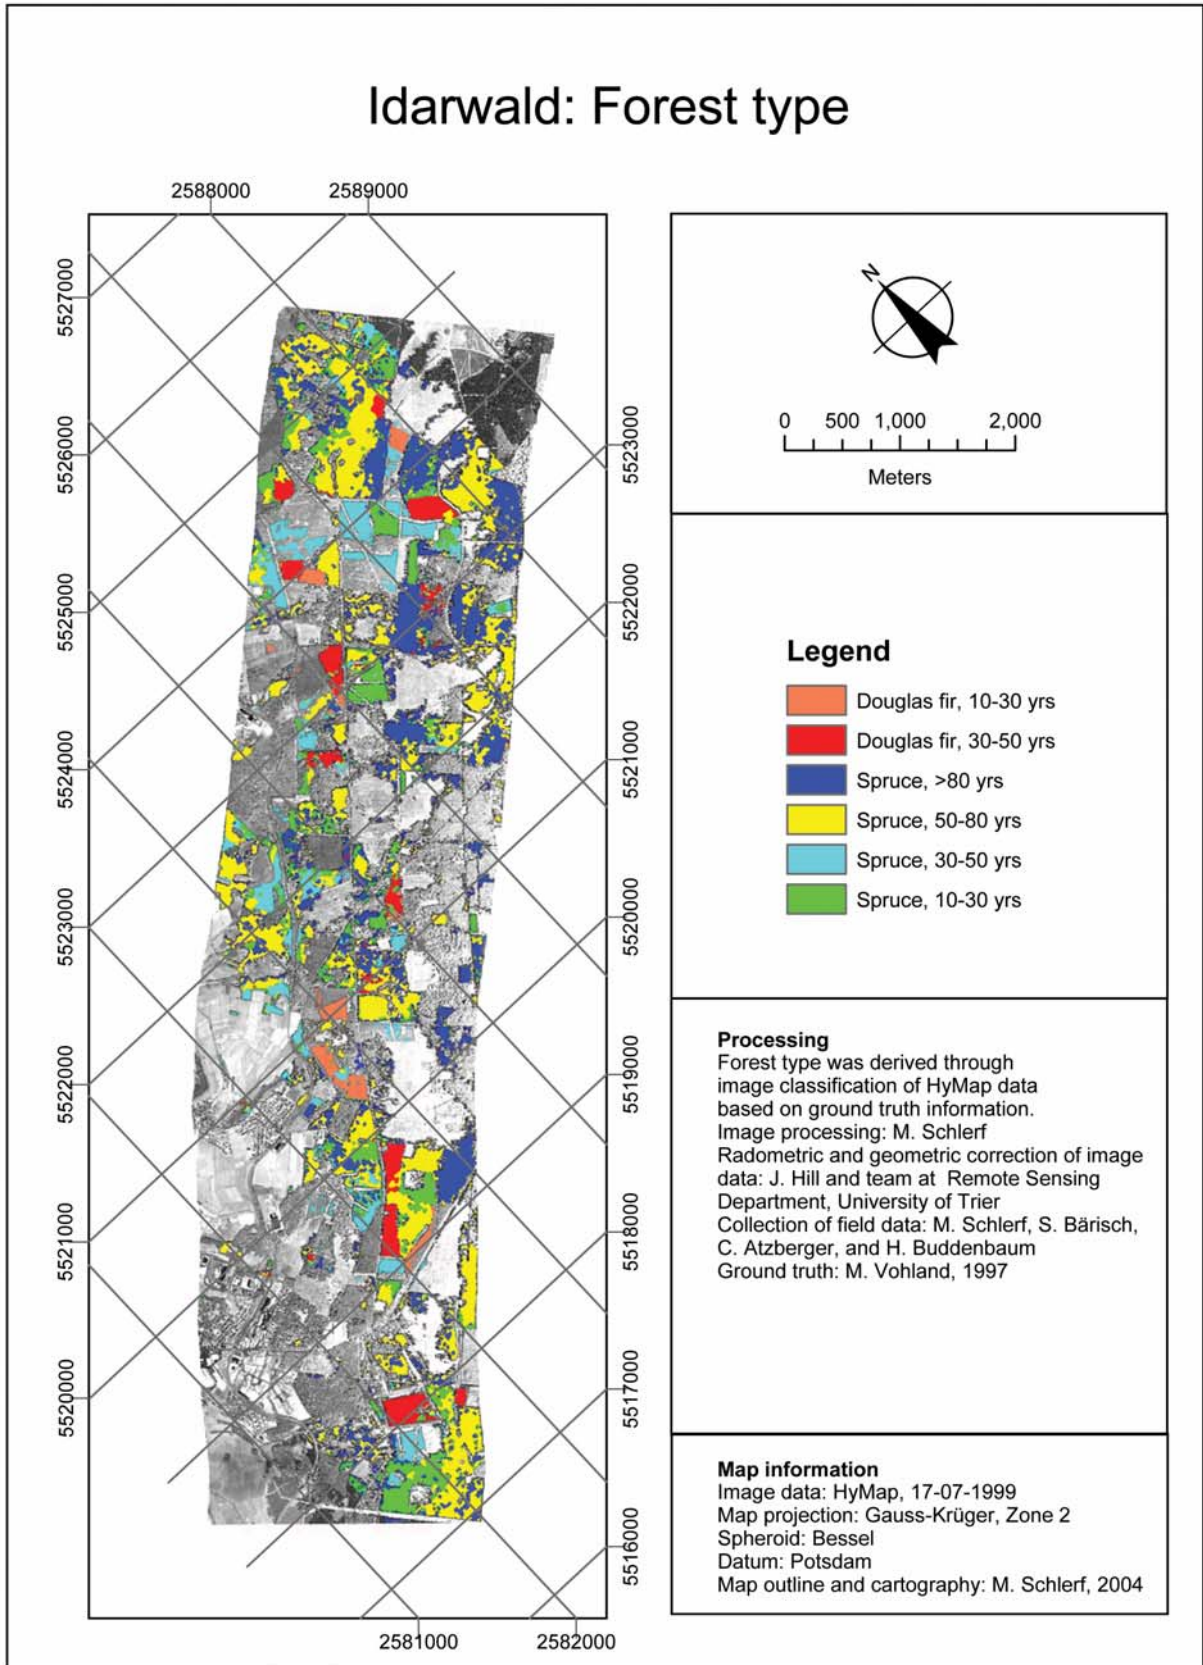 Idarwald: Forest type
2588000
2589000
5527000
5526000
5525000
5524000
5523000
5522000
5521000
5520000
5523000
5522000
5521000
5520000
5519000
5518000
5517000
5516000
2581000
2582000
N
0 500 1,000 2,000
Meters
Legend
Douglas fir, 10-30 yrs
Douglas fir, 30-50 yrs
Spruce, >80 yrs
Spruce, 50-80 yrs
Spruce, 30-50 yrs
Spruce, 10-30 yrs
Processing
Forest type was derived through
image classification of HyMap data
based on ground truth information.
Image processing: M. Schlerf
Radometric and geometric correction of image
data: J. Hill and team at Remote Sensing
Department, University of Trier
Collection of field data: M. Schlerf, S. Bärisch,
C. Atzberger, and H. Buddenbaum
Ground truth: M. Vohland, 1997
Map information
Image data: HyMap, 17-07-1999
Map projection: Gauss-Krüger, Zone 2
Spheroid: Bessel
Datum: Potsdam
Map outline and cartography: M. Schlerf, 2004